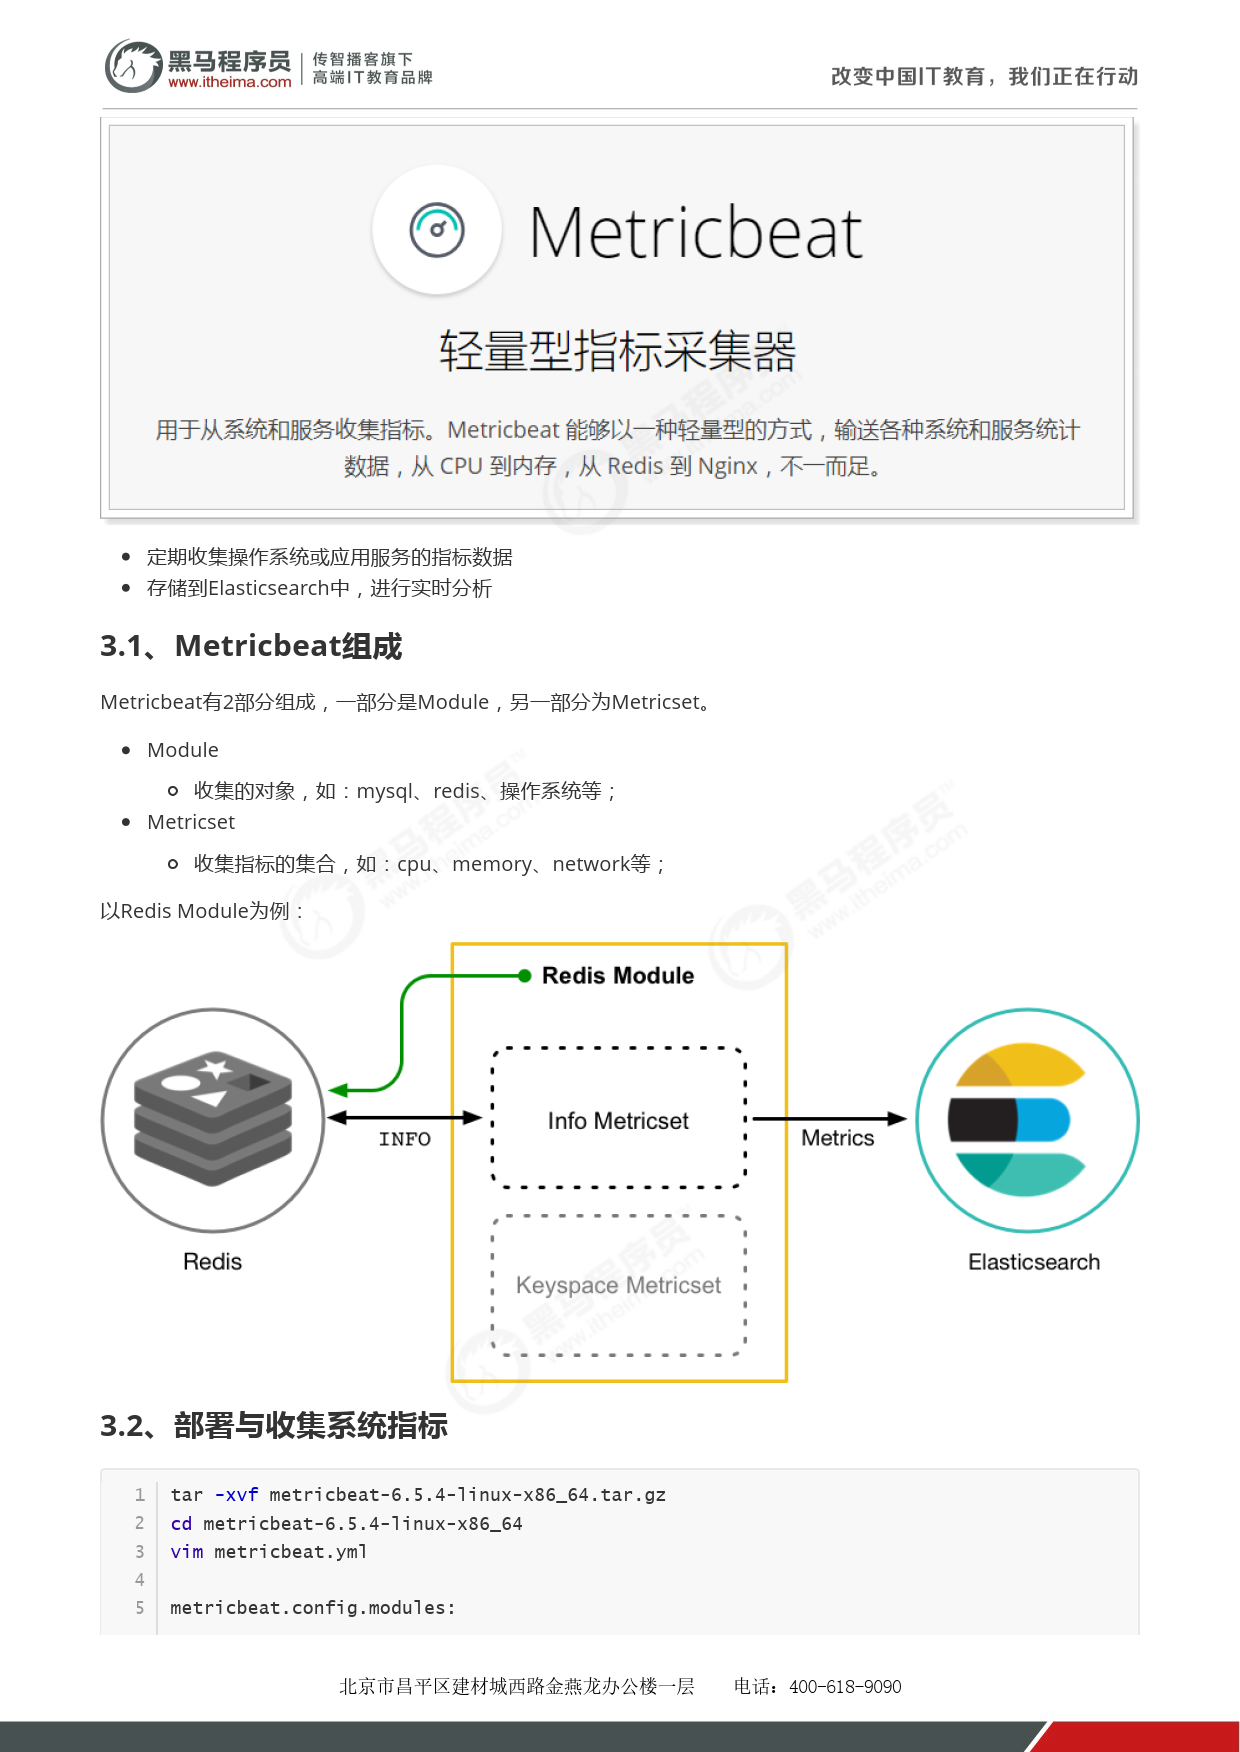 黑马程序员
www.itheima.com
传智播客旗下
高端IT教育品牌
改变中国IT教育，我们正在行动
Metricbeat
轻量型指标采集器
用于从系统和服务收集指标。Metricbeat 能够以一种轻量型的方式，输送各种系统和服务统计
数据，从 CPU 到内存，从 Redis 到 Nginx，不一而足。
定期收集操作系统或应用服务的指标数据
存储到Elasticsearch中，进行实时分析
3.1、Metricbeat组成
Metricbeat有2部分组成，一部分是Module，另一部分为Metricset。
Module
收集的对象，如：mysql、redis、操作系统等；
Metricset
收集指标的集合，如：cpu、memory、network等；
以Redis Module为例：
Redis Module
Info Metricset
INFO
Metrics
Redis
Keyspace Metricset
Elasticsearch
3.2、部署与收集系统指标
1 tar -xvf metricbeat-6.5.4-linux-x86_64.tar.gz
2 cd metricbeat-6.5.4-linux-x86_64
3 vim metricbeat.yml
4
5 metricbeat.config.modules:
北京市昌平区建材城西路金燕龙办公楼一层 电话：400-618-9090